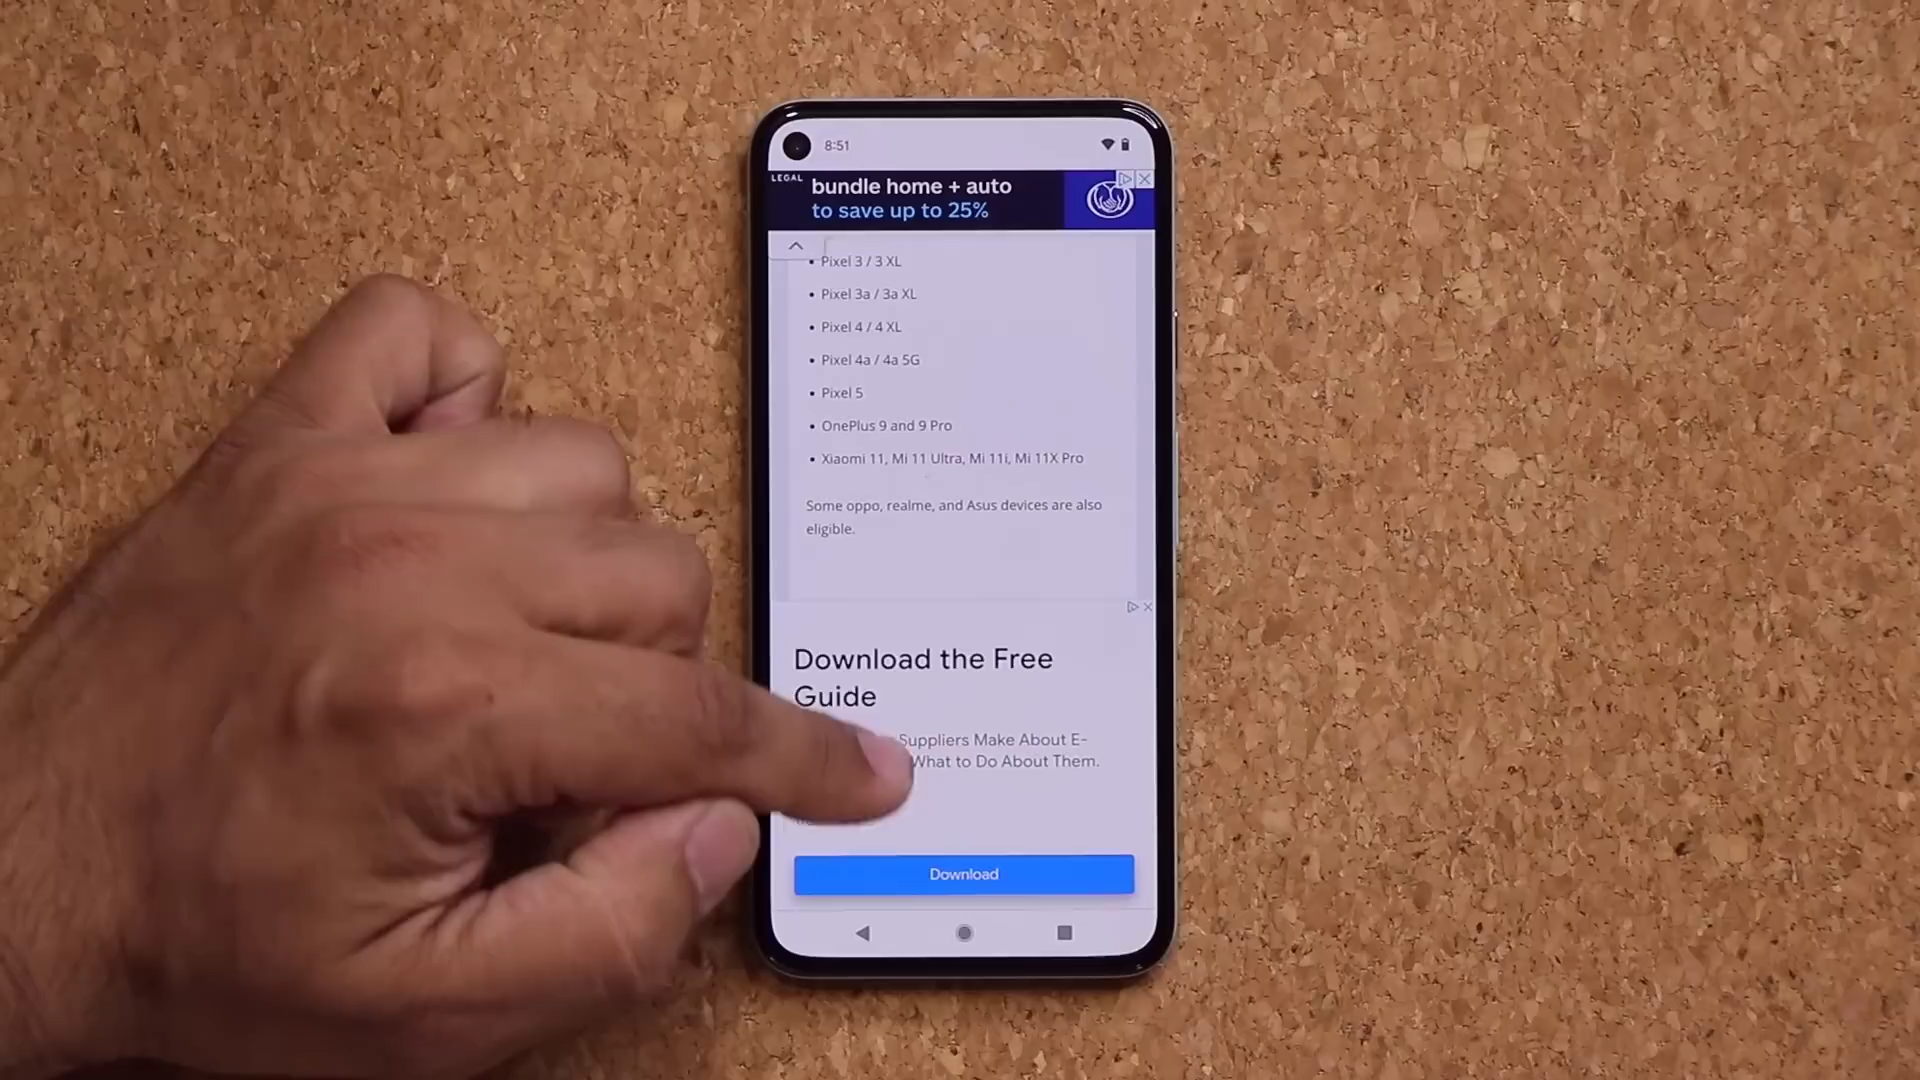 8:51
LEGAL
bundle home + auto
to save up to 25%
• Pixel 3 / 3 XL
• Pixel 3a / 3a XL
• Pixel 4 / 4 XL
• Pixel 4a / 4a 5G
• Pixel 5
• OnePlus 9 and 9 Pro
• Xiaomi 11, Mi 11 Ultra, Mi 11i, Mi 11X Pro
Some oppo, realme, and Asus devices are also
eligible.
Download the Free
Guide
Suppliers Make About E-
What to Do About Them.
Download